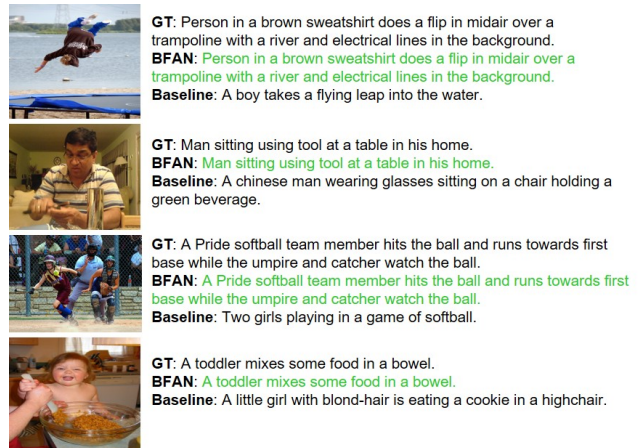 GT: Person in a brown sweatshirt does a flip in midair over a
trampoline with a river and electrical lines in the background.
BFAN: Person in a brown sweatshirt does a flip in midair over a
trampoline with a river and electrical lines in the background.
Baseline: A boy takes a flying leap into the water.
GT: Man sitting using tool at a table in his home.
BFAN: Man sitting using tool at a table in his home.
Baseline: A chinese man wearing glasses sitting on a chair holding a
green beverage.
GT: A Pride softball team member hits the ball and runs towards first
base while the umpire and catcher watch the ball.
BFAN: A Pride softball team member hits the ball and runs towards first
base while the umpire and catcher watch the ball.
Baseline: Two girls playing in a game of softball.
GT: A toddler mixes some food in a bowel.
BFAN: A toddler mixes some food in a bowel.
Baseline: A little girl with blond-hair is eating a cookie in a highchair.